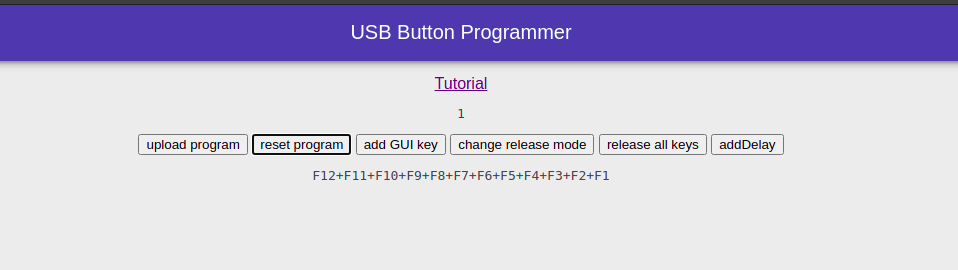 USB Button Programmer
Tutorial
1
upload program reset program add GUI key change release mode release all keys addDelay
F12+F11+F10+F9+F8+F7+F6+F5+F4+F3+F2+F1